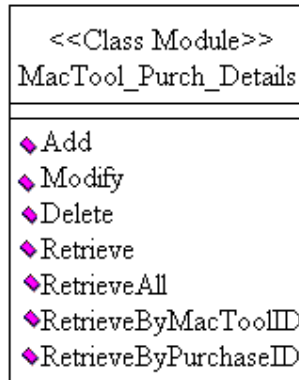 <<Class Module>>
MacTool_Purch_Details
Add
Modify
Delete
Retrieve
RetrieveAll
RetrieveByMacToolID
RetrieveByPurchaseID